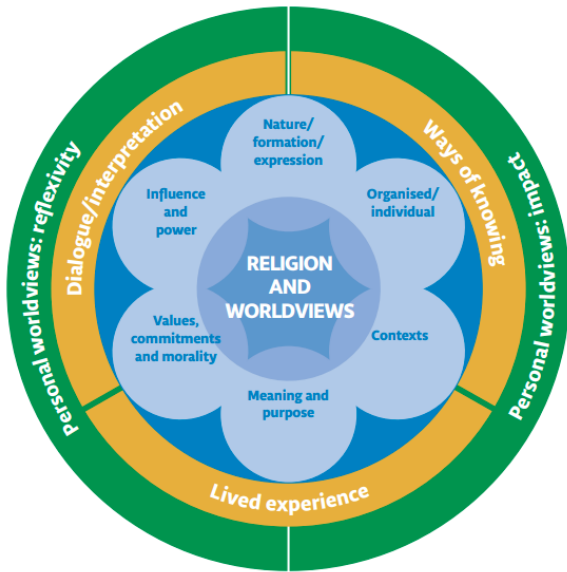 Personal worldviews: reflexivity
Personal worldviews: impact
Dialogue/interpretation
Ways of knowing
Lived experience
Nature/
formation/
expression
Influence
and
power
Organised/
individual
RELIGION
AND
WORLDVIEWS
Values,
commitments
and morality
Contexts
Meaning and
purpose